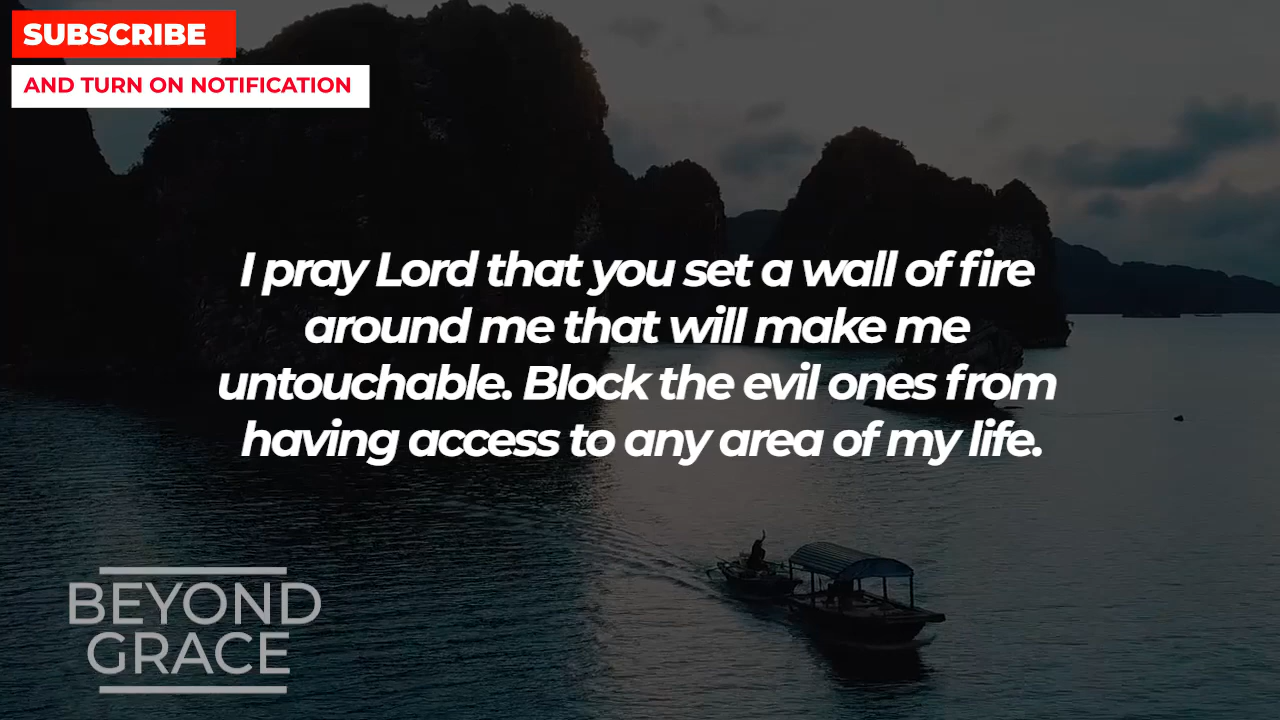 SUBSCRIBE
AND TURN ON NOTIFICATION
I pray Lord that you set a wall of fire
around me that will make me
untouchable. Block the evil ones from
having access to any area of my life.
BEYOND
GRACE